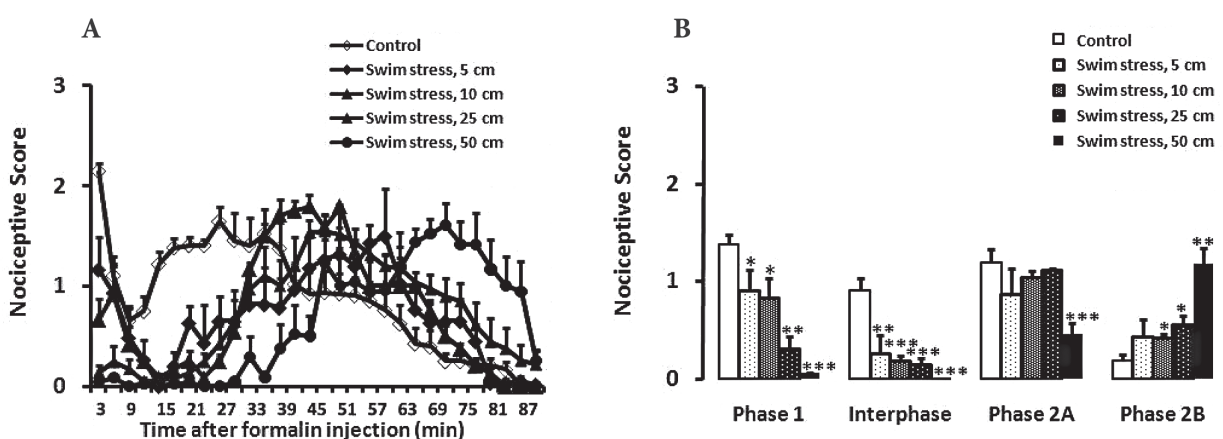 A
Control
Swim stress, 5 cm
Swim stress, 10 cm
Swim stress, 25 cm
Swim stress, 50 cm
Nociceptive Score
3
2
1
0
3 9 15 21 27 33 39 45 51 57 63 69 75 81 87
Time after formalin injection (min)
B
Control
Swim stress, 5 cm
Swim stress, 10 cm
Swim stress, 25 cm
Swim stress, 50 cm
Nociceptive Score
3
2
1
0
* * ** ***
** *** *** ***
***
* * **
Phase 1 Interphase Phase 2A Phase 2B